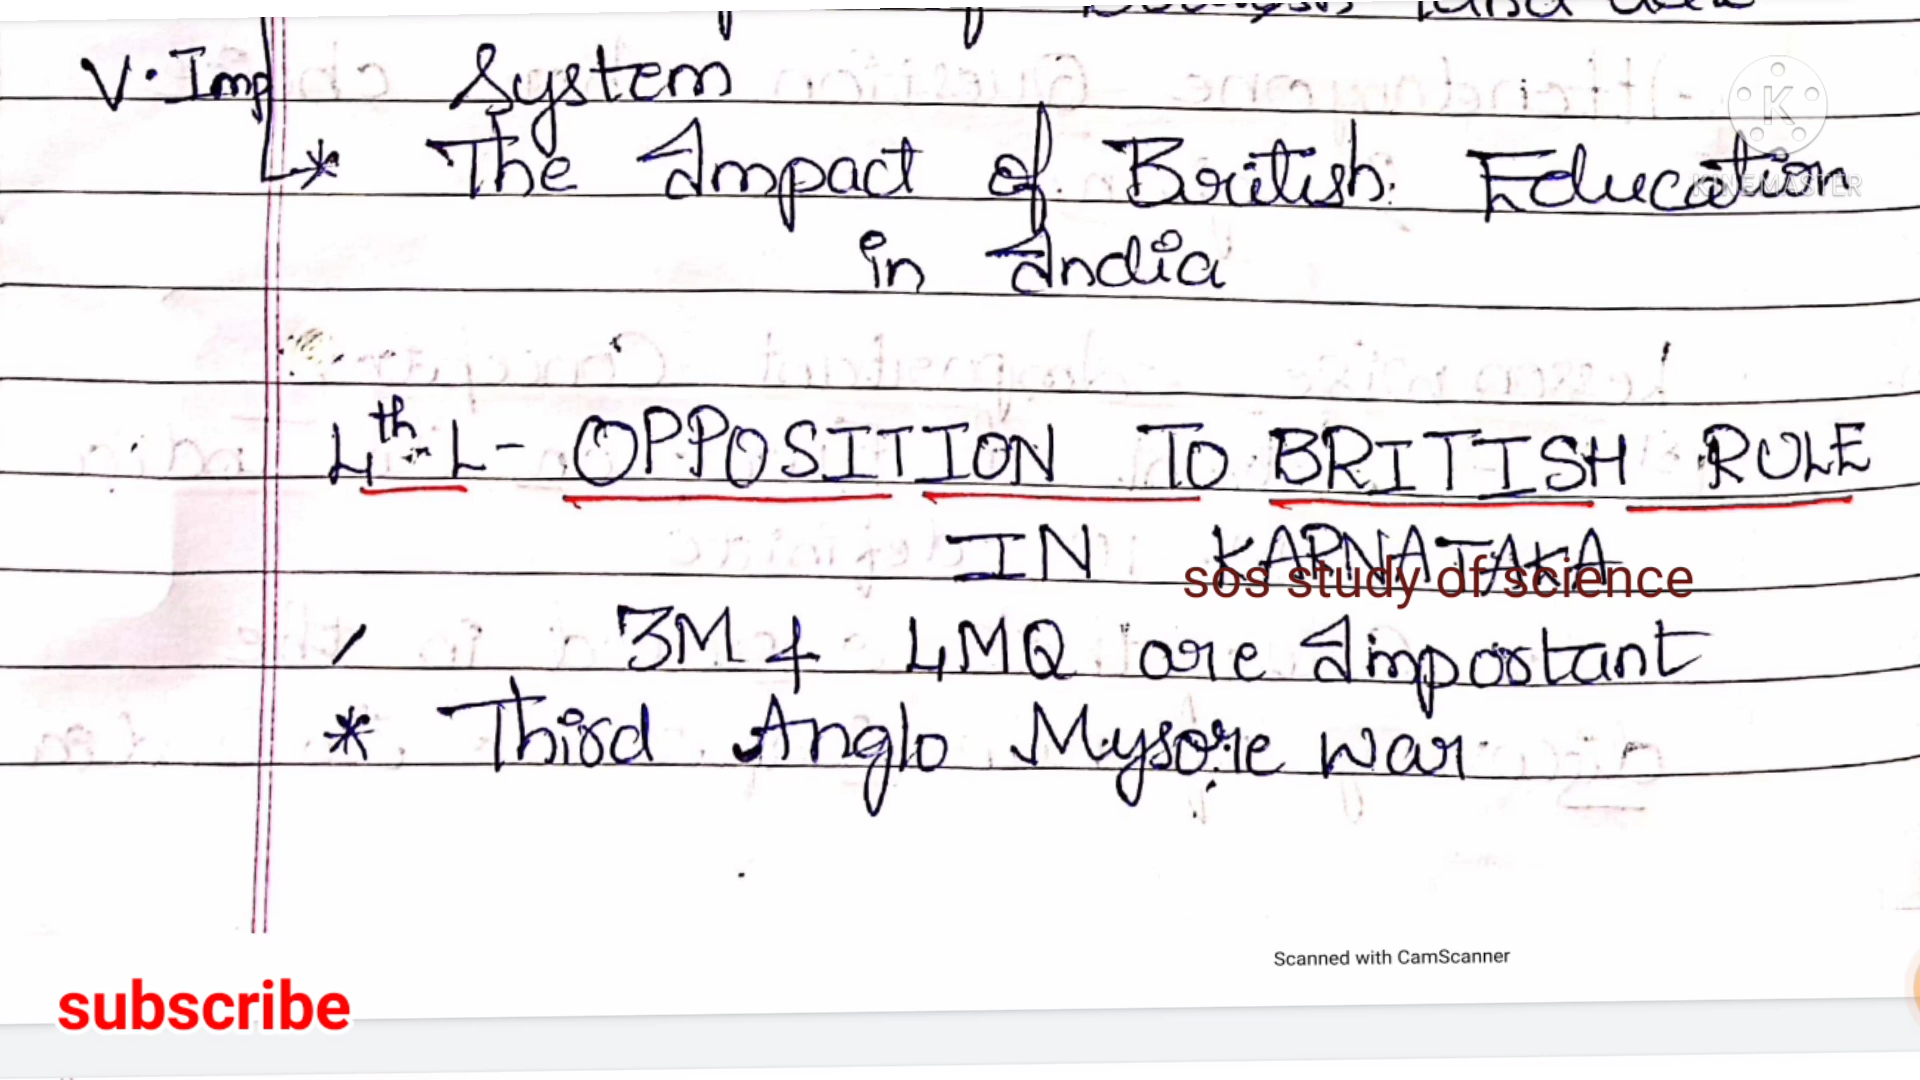 V. Imp System
* The Impact of British Education
in India
4th L - OPPOSITION TO BRITISH RULE
IN KARNATAKA
sos study of science
3M & 4MQ are Important
* Third Anglo Mysore war
Scanned with CamScanner
subscribe
K
KINEMASTER